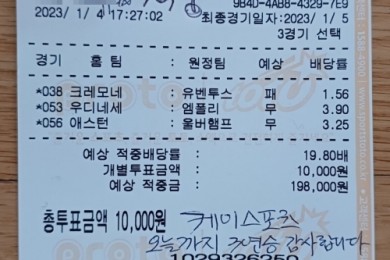 9B4D-4AB8-4329-7E9
2023/ 1/ 4 17:27:02 최종경기일자:2023/ 1/5
3경기 선택
경기 홈 팀 : 원정팀 예상 배당률
*038 크레모네 : 유벤투스 패 1.56
*053 우디네세 : 엠폴리 무 3.90
*056 애스턴 : 울버햄프 무 3.25
예상 적중배당률 : 19.80배
개별투표금액 : 10,000원
예상 적중금 : 198,000원
총투표금액 10,000원 케이스포츠
오늘까지 연승 감사합니다
1029326250